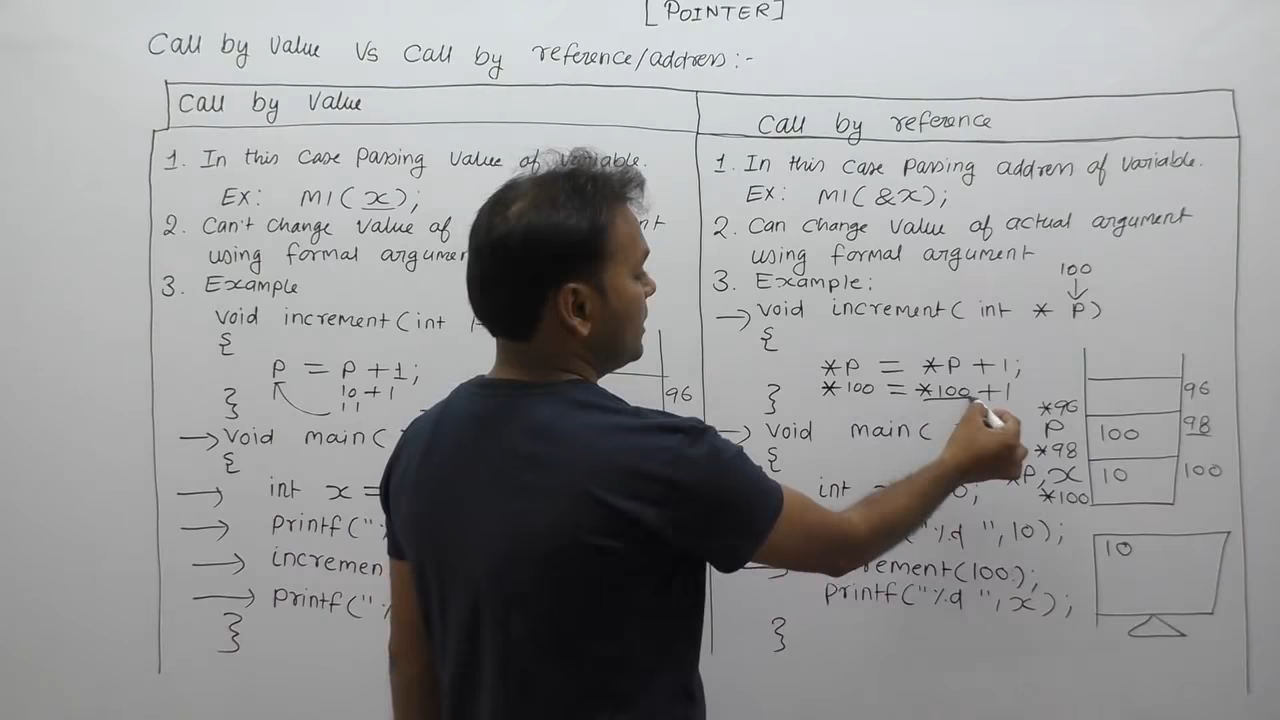 [POINTER]
Call by Value Vs Call by reference/address:-
Call by Value
1. In this case passing Value of variable.
Ex: M1(x);
2. Can't change Value of
using formal
3. Example
void increment(int
{
P = P+1;
10+1
11
}
96
void main(
{
int x =
printf("
increment
printf("
}
Call by reference
1. In this case passing address of variable.
Ex: M1(&x);
2. Can change Value of actual argument
using formal argument
3. Example:
100
void increment(int * P)
{
*P = *P+1;
*100 = *100+1
}
void main(
{
int
"%d ",10);
(100);
printf("%d ",x);
}
96
*96
P 100 98
*98
*P,x 10 100
*100
10